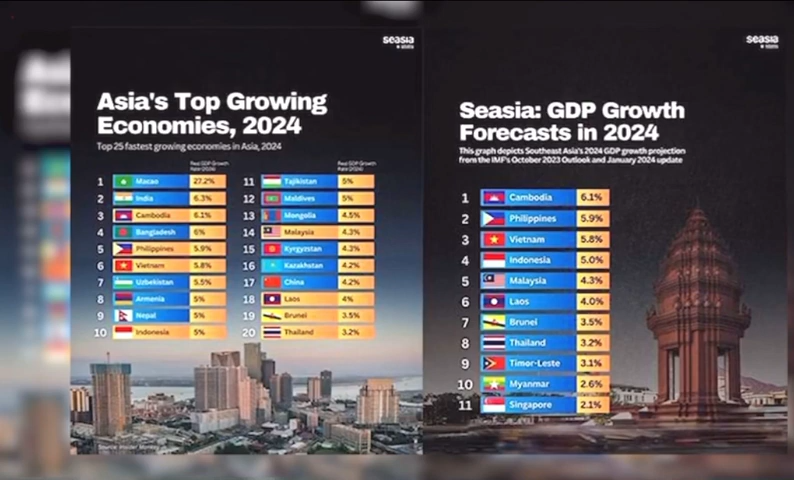 seasia
Asia's Top Growing
Economies, 2024
Top 25 fastest growing economies in Asia, 2024
Real GDP Growth
Real GDP Growth
1 Macao 27.2%
2 India 6.3%
3 Cambodia 6.1%
4 Bangladesh 6%
5 Philippines 5.9%
6 Vietnam 5.8%
7 Uzbekistan 5.5%
8 Armenia 5%
9 Nepal 5%
10 Indonesia 5%
11 Tajikistan 5%
12 Maldives 5%
13 Mongolia 4.5%
14 Malaysia 4.3%
15 Kyrgyzstan 4.3%
16 Kazakhstan 4.2%
17 China 4.2%
18 Laos 4%
19 Brunei 3.5%
20 Thailand 3.2%
seasia
Seasia: GDP Growth
Forecasts in 2024
This graph depicts Southeast Asia's 2024 GDP growth projection
from the IMF's October 2023 Outlook and January 2024 update
1 Cambodia 6.1%
2 Philippines 5.9%
3 Vietnam 5.8%
4 Indonesia 5.0%
5 Malaysia 4.3%
6 Laos 4.0%
7 Brunei 3.5%
8 Thailand 3.2%
9 Timor-Leste 3.1%
10 Myanmar 2.6%
11 Singapore 2.1%